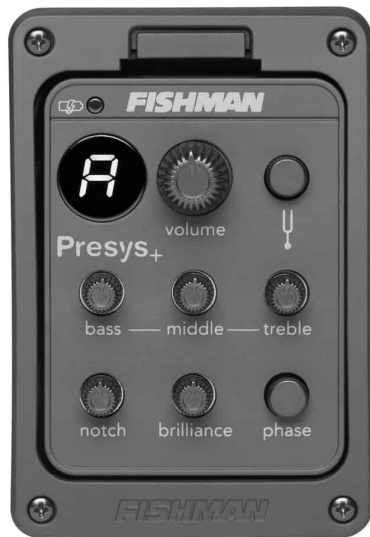 FISHMAN
A
volume
Presys+
bass middle treble
notch brilliance phase
FISHMAN